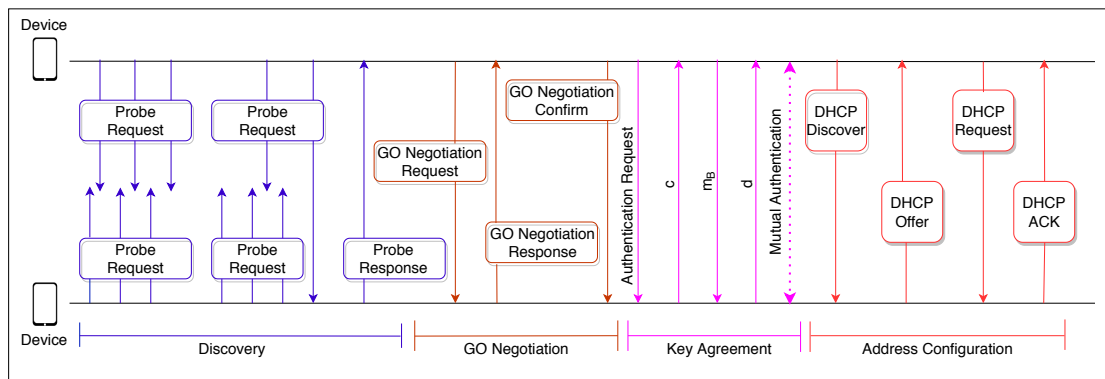 Device
Probe
Request
Probe
Request
GO Negotiation
Confirm
GO Negotiation
Request
Probe
Request
Probe
Request
Probe
Response
GO Negotiation
Response
Authentication Request
c
m_B
d
Mutual Authentication
DHCP
Discover
DHCP
Request
DHCP
Offer
DHCP
ACK
Device
Discovery
GO Negotiation
Key Agreement
Address Configuration